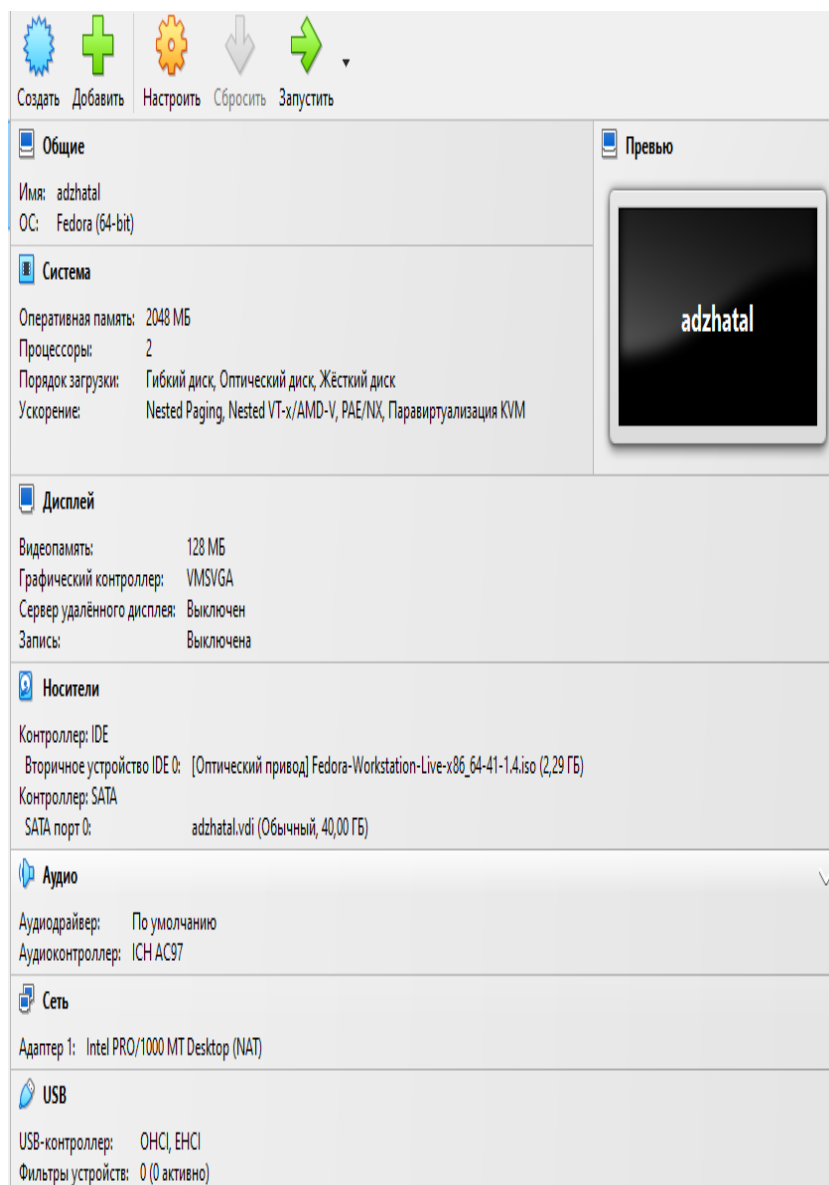 Создать Добавить Настроить Сбросить Запустить
Общие
Превью
Имя: adzhatal
ОС: Fedora (64-bit)
adzhatal
Система
Оперативная память: 2048 МБ
Процессоры: 2
Порядок загрузки: Гибкий диск, Оптический диск, Жёсткий диск
Ускорение: Nested Paging, Nested VT-x/AMD-V, PAE/NX, Паравиртуализация KVM
Дисплей
Видеопамять: 128 МБ
Графический контроллер: VMSVGA
Сервер удалённого дисплея: Выключен
Запись: Выключена
Носители
Контроллер: IDE
Вторичное устройство IDE 0: [Оптический привод] Fedora-Workstation-Live-x86_64-41-1.4.iso (2,29 ГБ)
Контроллер: SATA
SATA порт 0: adzhatal.vdi (Обычный, 40,00 ГБ)
Аудио
Аудиодрайвер: По умолчанию
Аудиоконтроллер: ICH AC97
Сеть
Адаптер 1: Intel PRO/1000 MT Desktop (NAT)
USB
USB-контроллер: OHCI, EHCI
Фильтры устройств: 0 (0 активно)